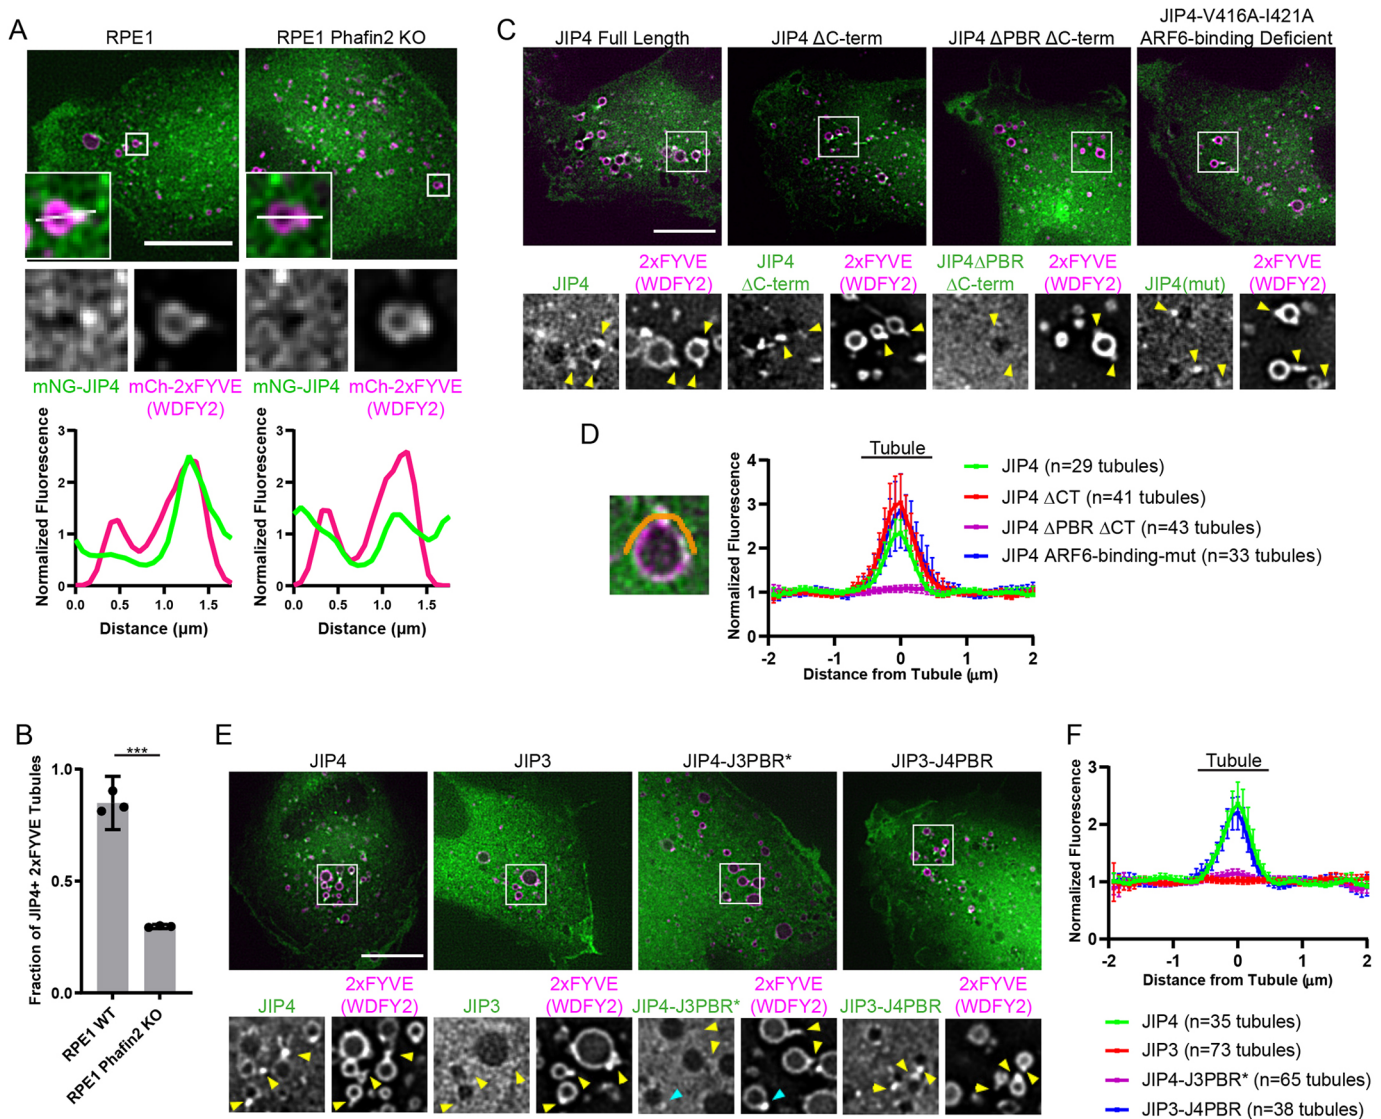 A
RPE1
RPE1 Phafin2 KO
mNG-JIP4
mCh-2xFYVE
(WDFY2)
mNG-JIP4
mCh-2xFYVE
(WDFY2)
Normalized Fluorescence
3
2
1
0
0.0
0.5
1.0
1.5
Distance (µm)
Normalized Fluorescence
3
2
1
0
0.0
0.5
1.0
1.5
Distance (µm)
C
JIP4 Full Length
JIP4 ΔC-term
JIP4 ΔPBR ΔC-term
JIP4-V416A-I421A
ARF6-binding Deficient
JIP4
2xFYVE
(WDFY2)
JIP4
ΔC-term
2xFYVE
(WDFY2)
JIP4ΔPBR
ΔC-term
2xFYVE
(WDFY2)
JIP4(mut)
2xFYVE
(WDFY2)
D
Tubule
Normalized Fluorescence
4
3
2
1
0
-2
-1
0
1
2
Distance from Tubule (µm)
JIP4 (n=29 tubules)
JIP4 ΔCT (n=41 tubules)
JIP4 ΔPBR ΔCT (n=43 tubules)
JIP4 ARF6-binding-mut (n=33 tubules)
B
***
Fraction of JIP4+ 2xFYVE Tubules
1.0
0.5
0.0
RPE1 WT
RPE1 Phafin2 KO
E
JIP4
JIP3
JIP4-J3PBR*
JIP3-J4PBR
JIP4
2xFYVE
(WDFY2)
JIP3
2xFYVE
(WDFY2)
JIP4-J3PBR*
2xFYVE
(WDFY2)
JIP3-J4PBR
2xFYVE
(WDFY2)
F
Tubule
Normalized Fluorescence
3
2
1
0
-2
-1
0
1
2
Distance from Tubule (µm)
JIP4 (n=35 tubules)
JIP3 (n=73 tubules)
JIP4-J3PBR* (n=65 tubules)
JIP3-J4PBR (n=38 tubules)